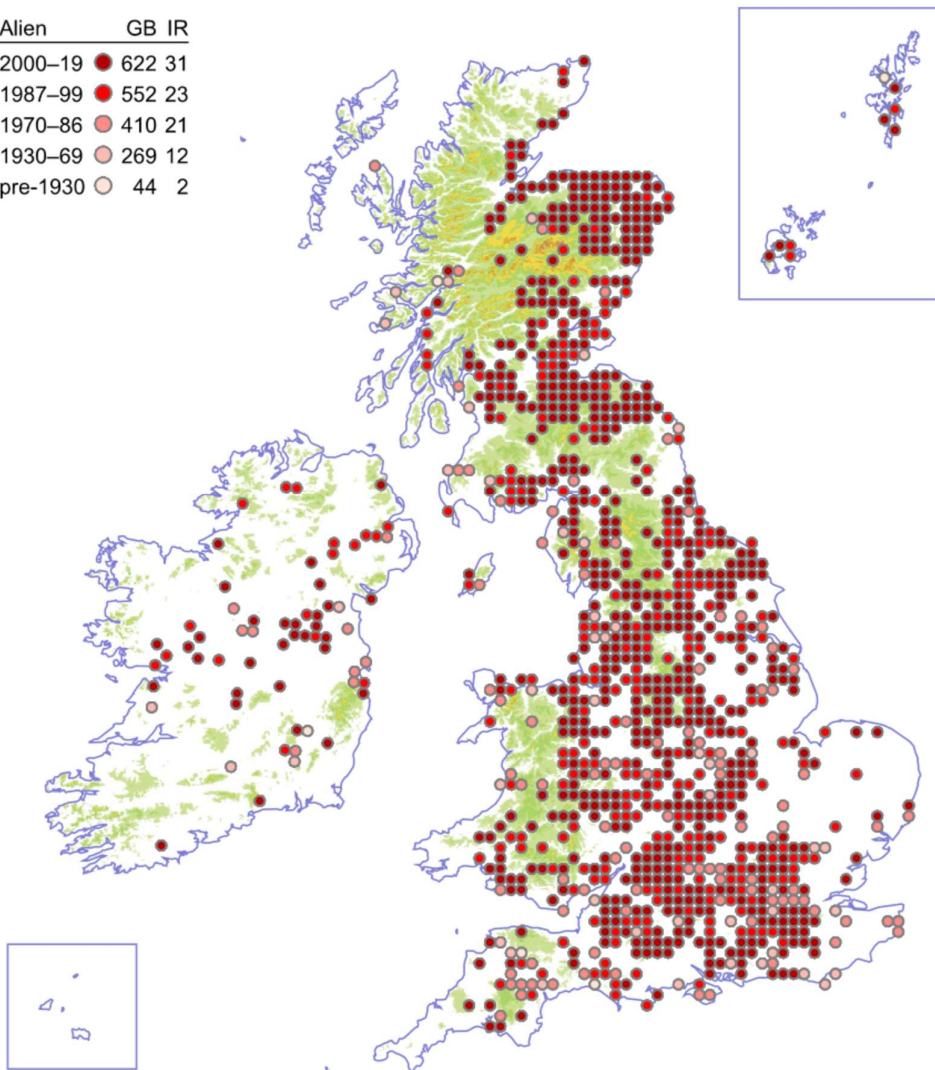 Alien GB IR
2000–19 622 31
1987–99 552 23
1970–86 410 21
1930–69 269 12
pre-1930 44 2